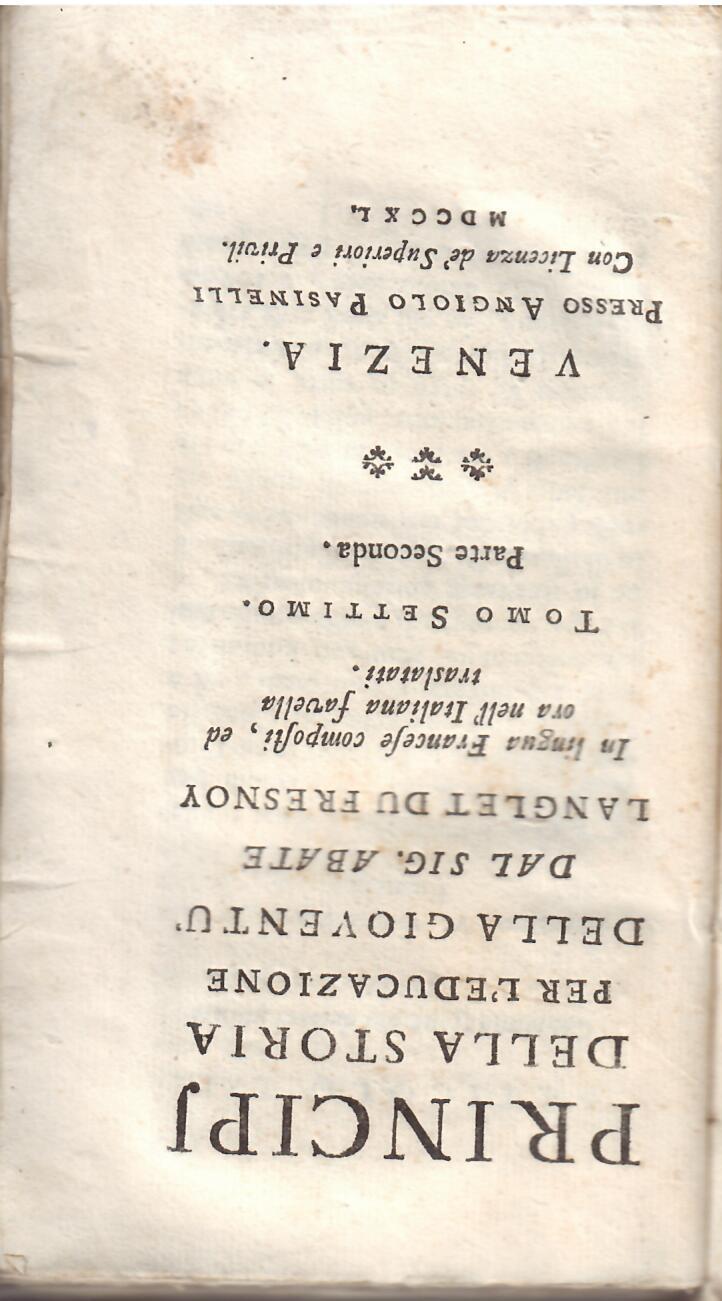 PRINCIPJ
DELLA STORIA
PER L'EDUCAZIONE
DELLA GIOVENTU'.
DAL SIG. ABATE
LANGLET DU FRESNOY
In lingua Franceſe compoſti, ed
ora nell'Italiana favella
traslatati.
TOMO SETTIMO.
Parte Seconda.
VENEZIA.
PRESSO ANGIOLO PASINELLI
Con Licenza de' Superiori e Privil.
MDCCXL.